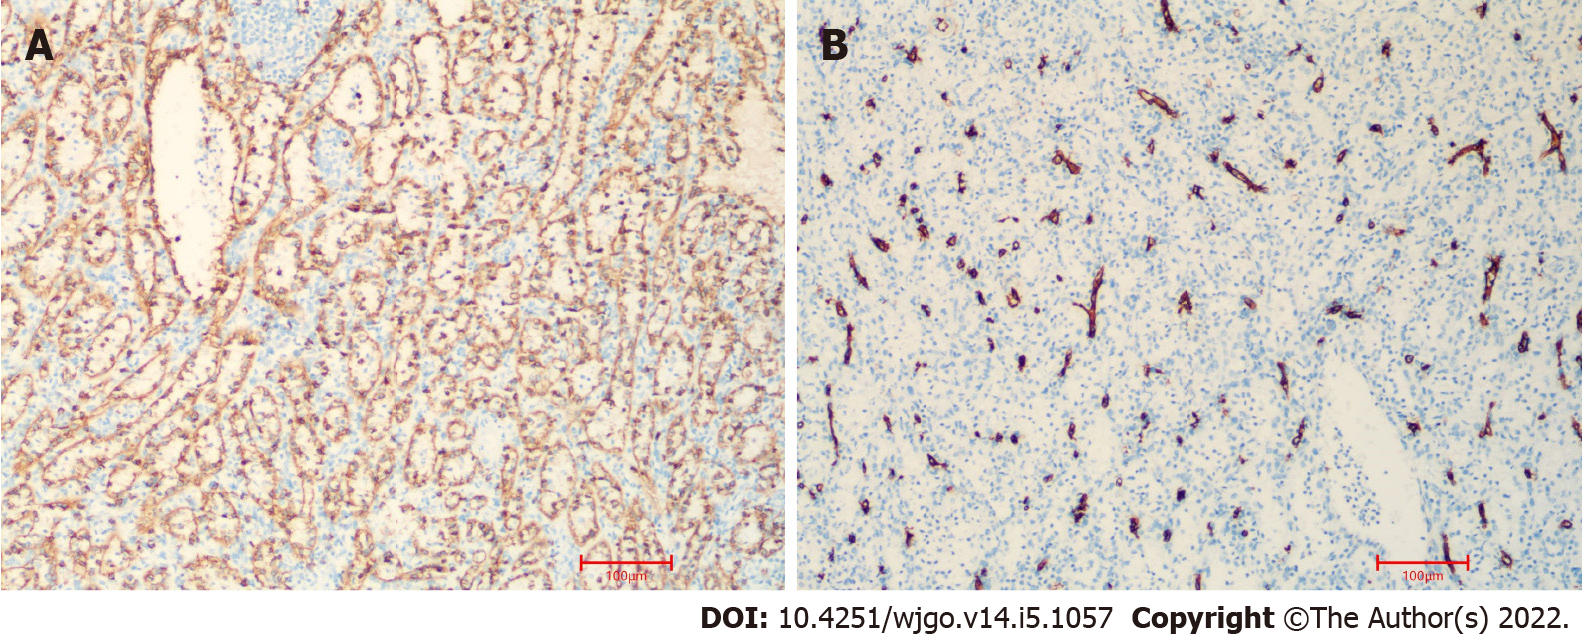 A
B
100μm
100μm
DOI: 10.4251/wjgo.v14.i5.1057 Copyright ©The Author(s) 2022.